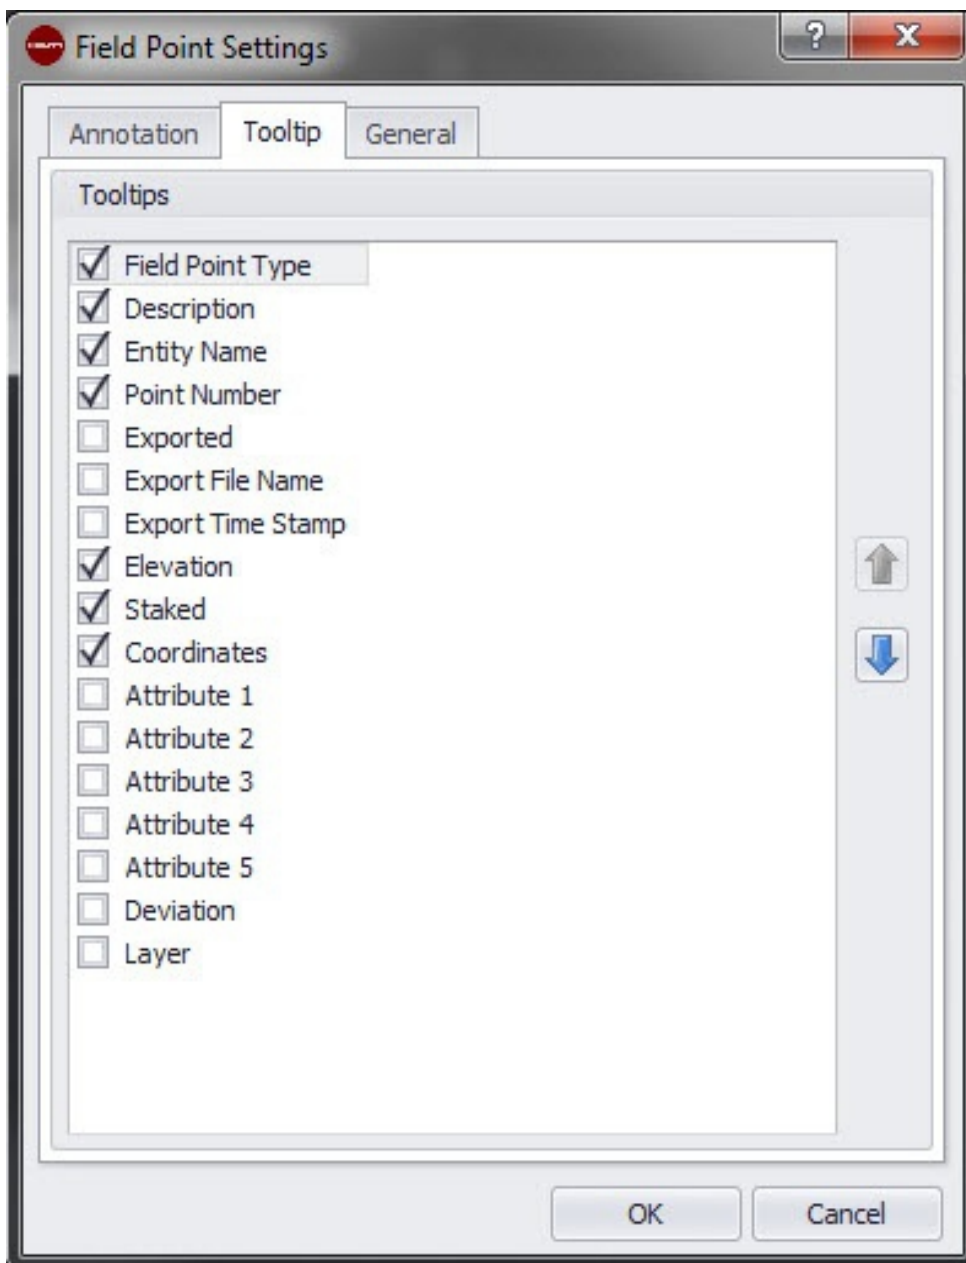 Field Point Settings
?
Annotation Tooltip General
Tooltips
Field Point Type
Description
Entity Name
Point Number
Exported
Export File Name
Export Time Stamp
Elevation
Staked
Coordinates
Attribute 1
Attribute 2
Attribute 3
Attribute 4
Attribute 5
Deviation
Layer
OK Cancel